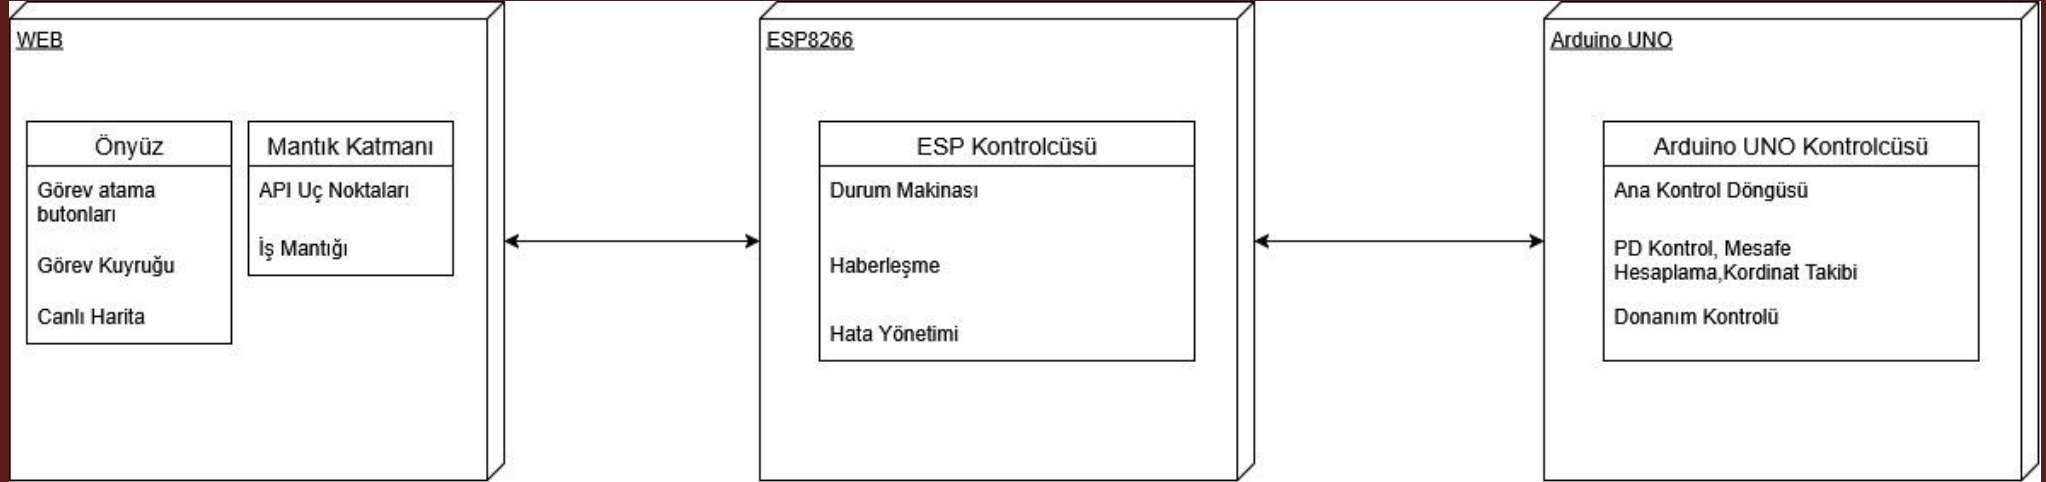 WEB
Önyüz
Görev atama
butonları
Görev Kuyruğu
Canlı Harita
Mantık Katmanı
API Uç Noktaları
İş Mantığı
ESP8266
ESP Kontrolcüsü
Durum Makinası
Haberleşme
Hata Yönetimi
Arduino UNO
Arduino UNO Kontrolcüsü
Ana Kontrol Döngüsü
PD Kontrol, Mesafe
Hesaplama,Kordinat Takibi
Donanım Kontrolü